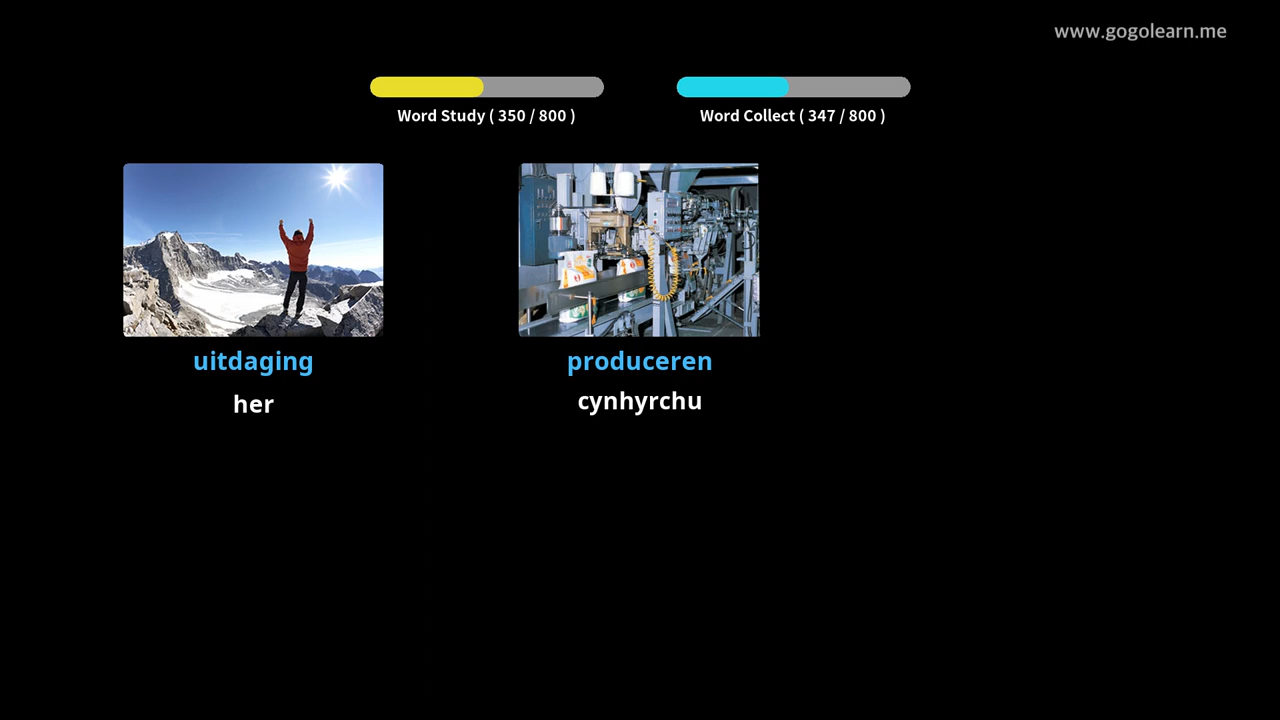 www.gogolearn.me
Word Study ( 350 / 800 )
Word Collect ( 347 / 800 )
uitdaging
her
produceren
cynhyrchu